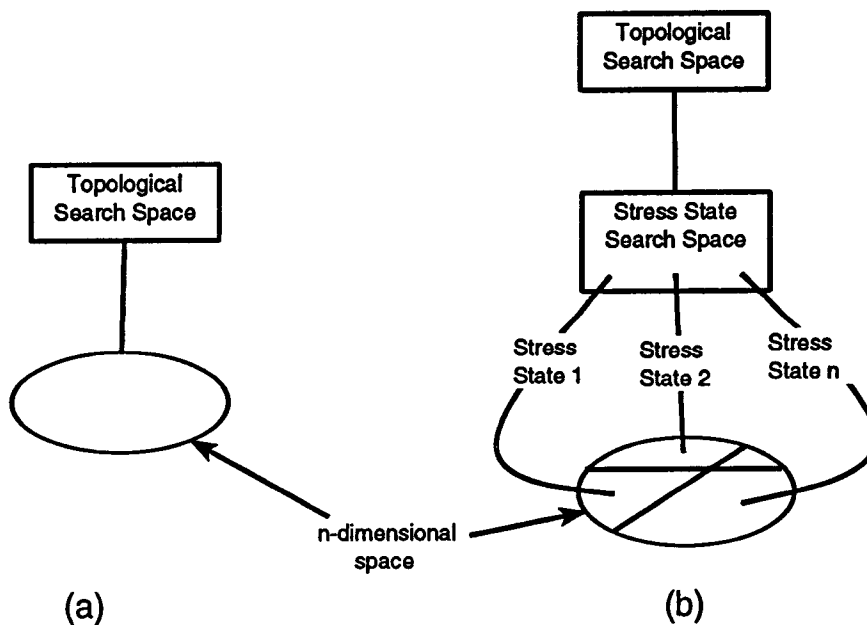 Topological
Search Space
Topological
Search Space
Stress State
Search Space
Stress
State 1
Stress
State 2
Stress
State n
n-dimensional
space
(a)
(b)